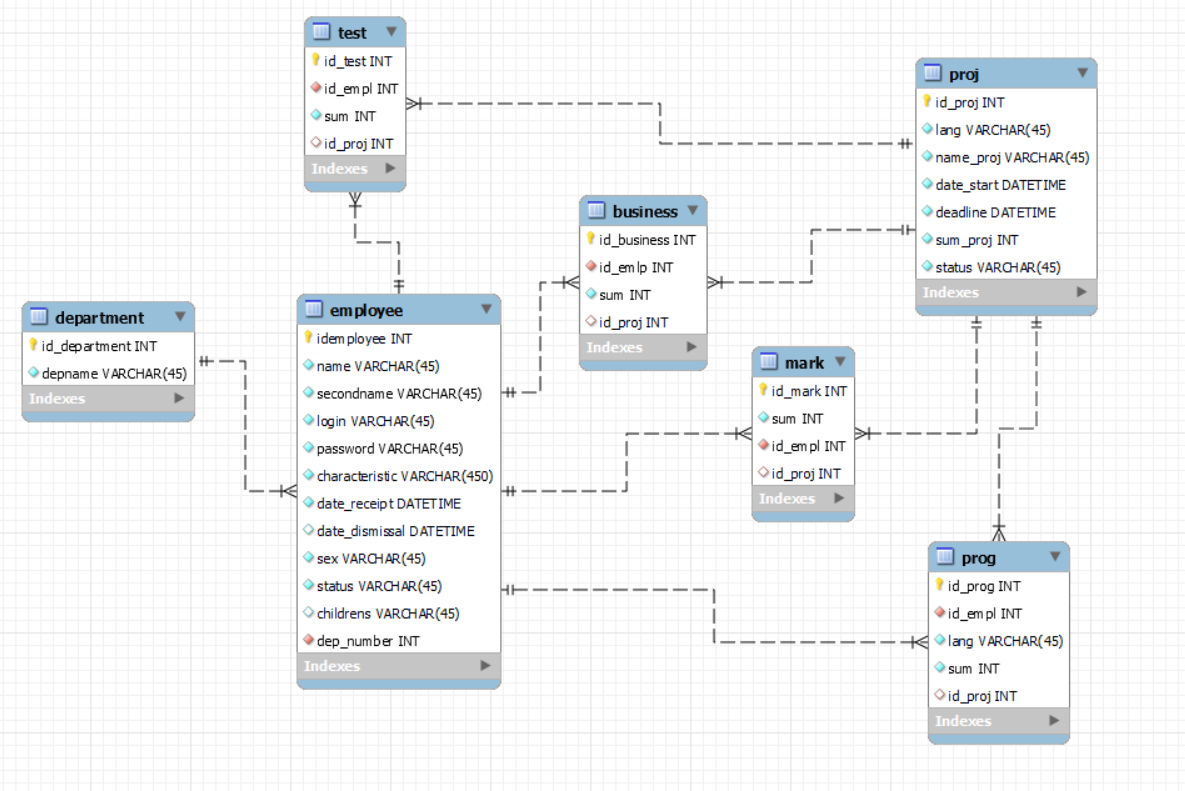 test
id_test INT
id_empl INT
sum INT
id_proj INT
Indexes
proj
id_proj INT
lang VARCHAR(45)
name_proj VARCHAR(45)
date_start DATETIME
deadline DATETIME
sum_proj INT
status VARCHAR(45)
Indexes
business
id_business INT
id_emlp INT
sum INT
id_proj INT
Indexes
department
id_department INT
depname VARCHAR(45)
Indexes
employee
idemployee INT
name VARCHAR(45)
secondname VARCHAR(45)
login VARCHAR(45)
password VARCHAR(45)
characteristic VARCHAR(450)
date_receipt DATETIME
date_dismissal DATETIME
sex VARCHAR(45)
status VARCHAR(45)
childrens VARCHAR(45)
dep_number INT
Indexes
mark
id_mark INT
sum INT
id_empl INT
id_proj INT
Indexes
prog
id_prog INT
id_empl INT
lang VARCHAR(45)
sum INT
id_proj INT
Indexes